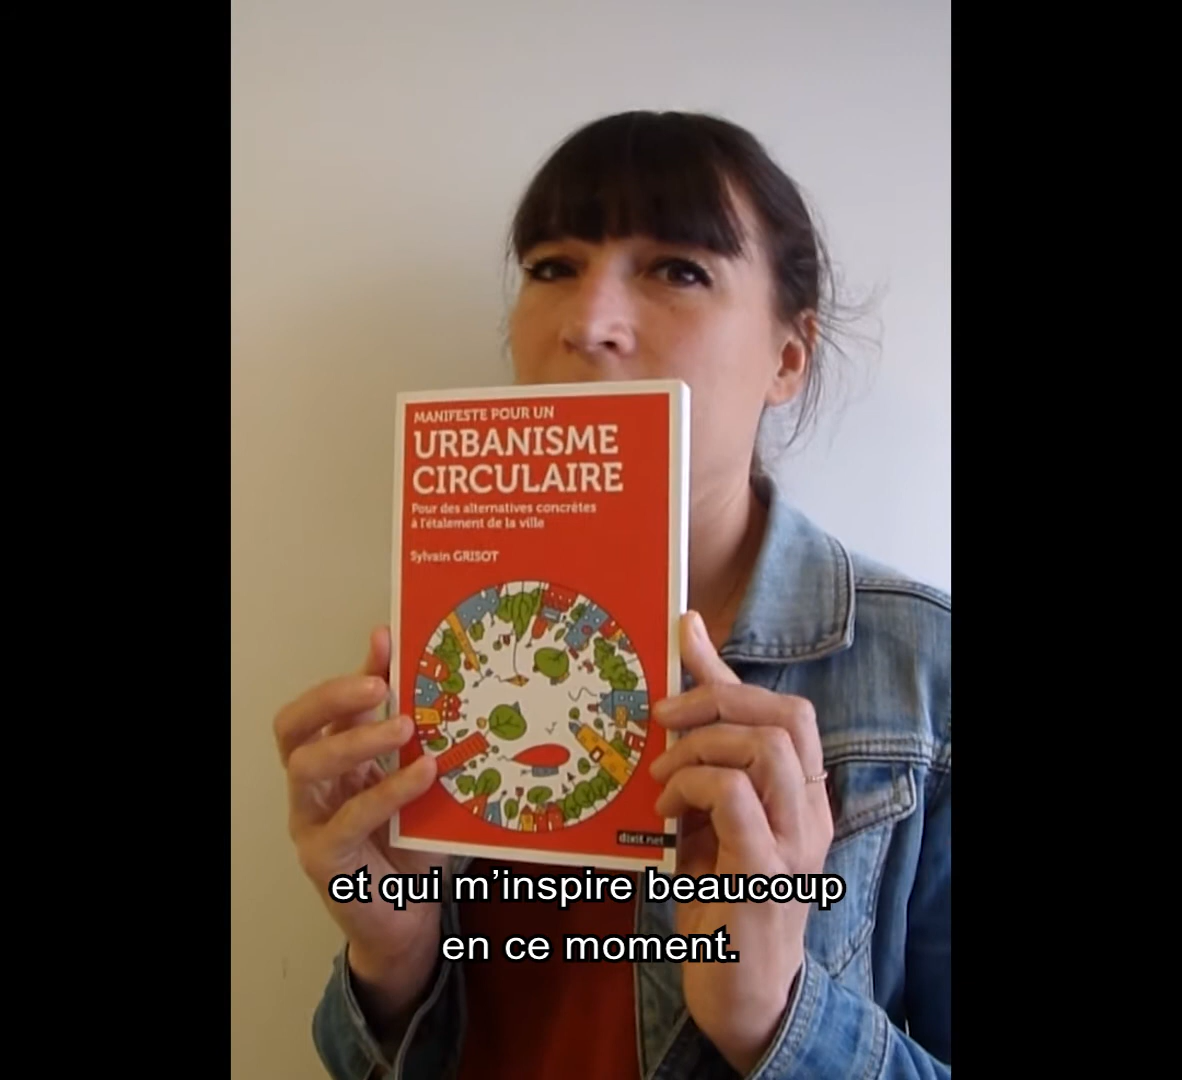 MANIFESTE POUR UN
URBANISME
CIRCULAIRE
Pour des alternatives concrètes
à l'étalement de la ville
Sylvain GRISOT
dixit.net
et qui m’inspire beaucoup
en ce moment.